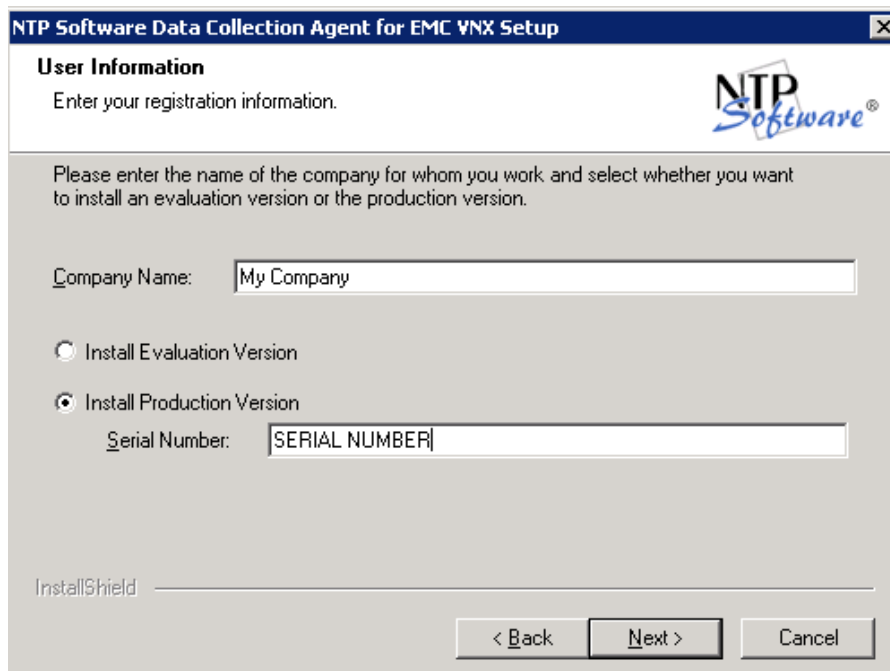 NTP Software Data Collection Agent for EMC VNX Setup
User Information
Enter your registration information.
NTP
Software®
Please enter the name of the company for whom you work and select whether you want
to install an evaluation version or the production version.
Company Name: My Company
Install Evaluation Version
Install Production Version
Serial Number: SERIAL NUMBER
InstallShield
< Back Next > Cancel